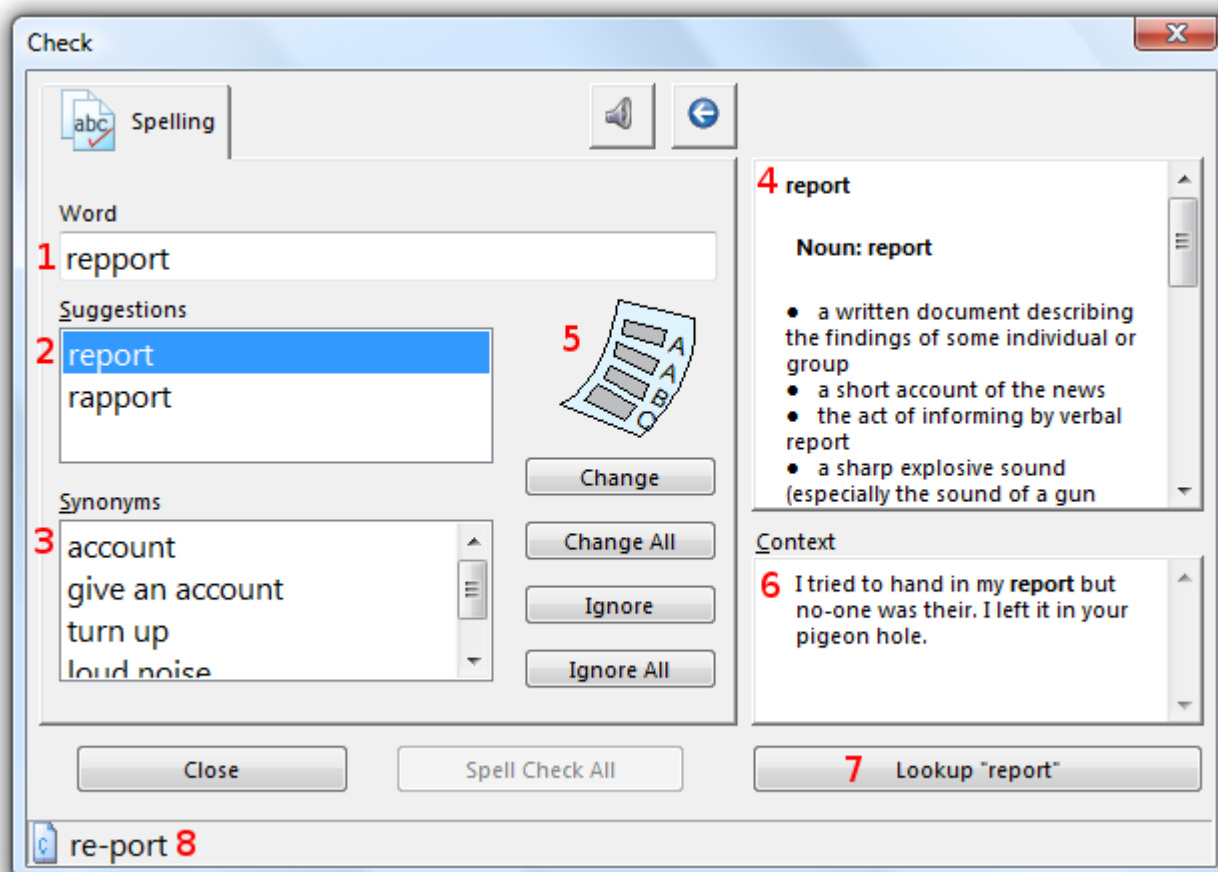 Check
abc
Spelling
Word
1 repport
Suggestions
2 report
rapport
5
A
A
B
C
Synonyms
3 account
give an account
turn up
loud noise
Change
Change All
Ignore
Ignore All
4 report
Noun: report
● a written document describing
the findings of some individual or
group
● a short account of the news
● the act of informing by verbal
report
● a sharp explosive sound
(especially the sound of a gun
Context
6 I tried to hand in my report but
no-one was their. I left it in your
pigeon hole.
Close
Spell Check All
7 Lookup "report"
re-port 8